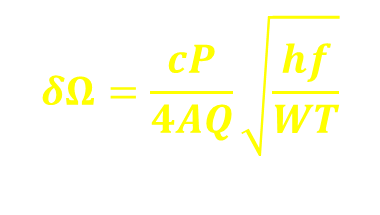 δΩ = cP/4AQ √(hf/WT)